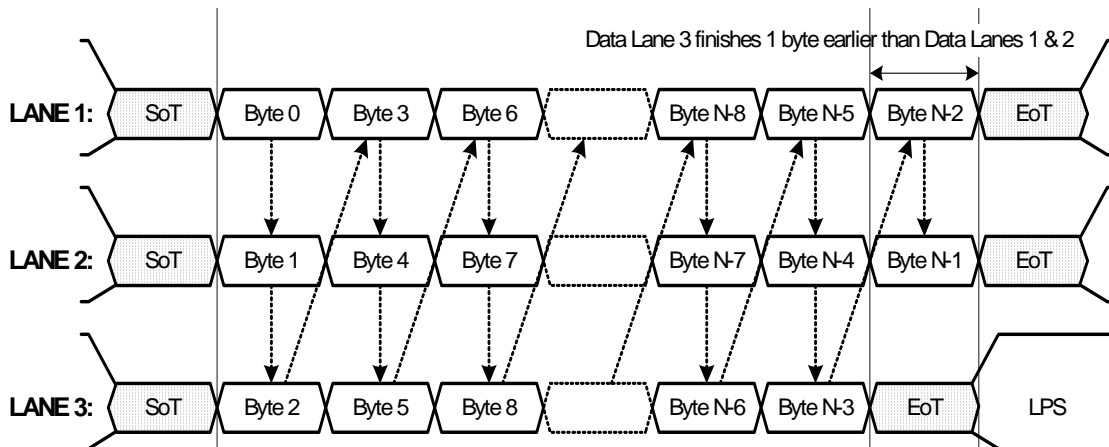 Data Lane 3 finishes 1 byte earlier than Data Lanes 1 & 2
LANE 1: SoT Byte 0 Byte 3 Byte 6 Byte N-8 Byte N-5 Byte N-2 EoT
LANE 2: SoT Byte 1 Byte 4 Byte 7 Byte N-7 Byte N-4 Byte N-1 EoT
LANE 3: SoT Byte 2 Byte 5 Byte 8 Byte N-6 Byte N-3 EoT LPS